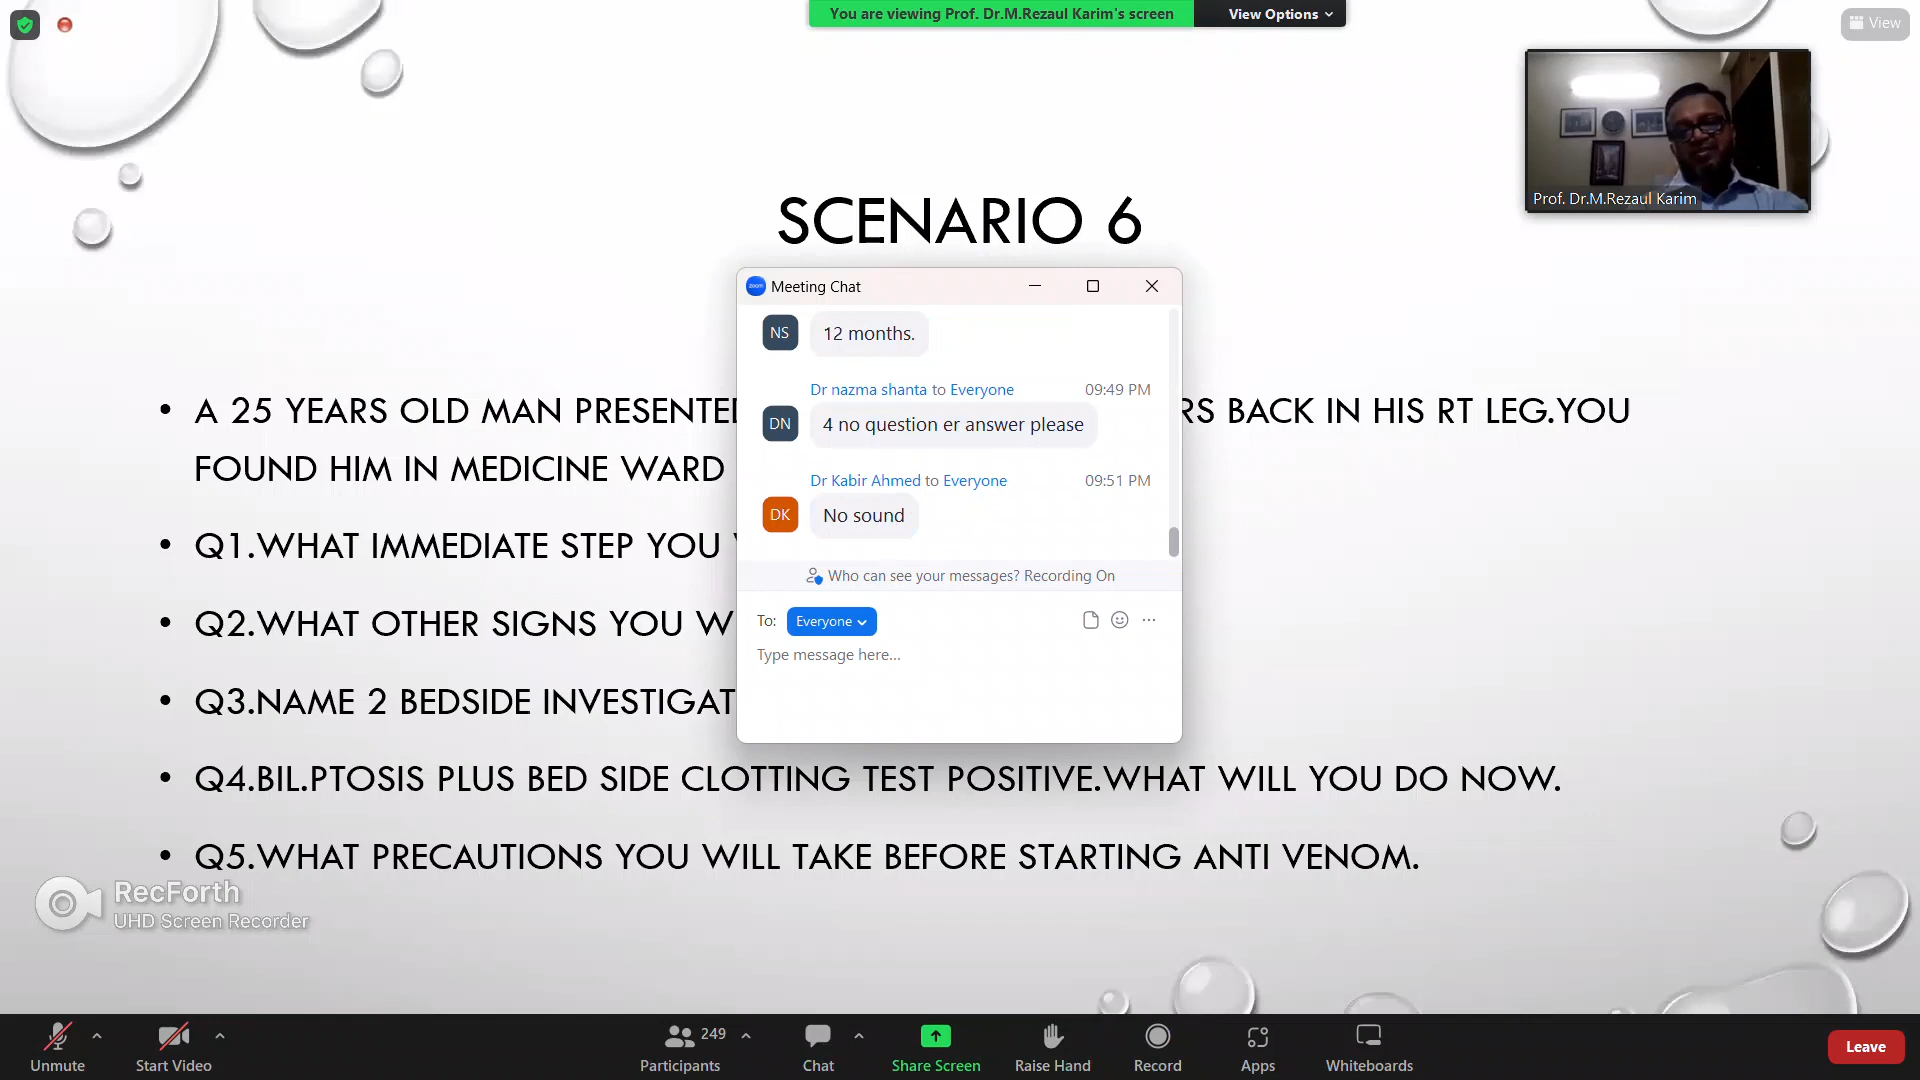 You are viewing Prof. Dr.M.Rezaul Karim's screen
View Options
View
Prof. Dr.M.Rezaul Karim
SCENARIO 6
zoom
Meeting Chat
NS
12 months.
Dr nazma shanta to Everyone 09:49 PM
DN
4 no question er answer please
Dr Kabir Ahmed to Everyone 09:51 PM
DK
No sound
Who can see your messages? Recording On
To: Everyone
Type message here...
• A 25 YEARS OLD MAN PRESENTED RS BACK IN HIS RT LEG.YOU
FOUND HIM IN MEDICINE WARD
• Q1.WHAT IMMEDIATE STEP YOU
• Q2.WHAT OTHER SIGNS YOU W
• Q3.NAME 2 BEDSIDE INVESTIGAT
• Q4.BIL.PTOSIS PLUS BED SIDE CLOTTING TEST POSITIVE.WHAT WILL YOU DO NOW.
• Q5.WHAT PRECAUTIONS YOU WILL TAKE BEFORE STARTING ANTI VENOM.
RecForth
UHD Screen Recorder
Unmute
Start Video
249
Participants
Chat
Share Screen
Raise Hand
Record
Apps
Whiteboards
Leave